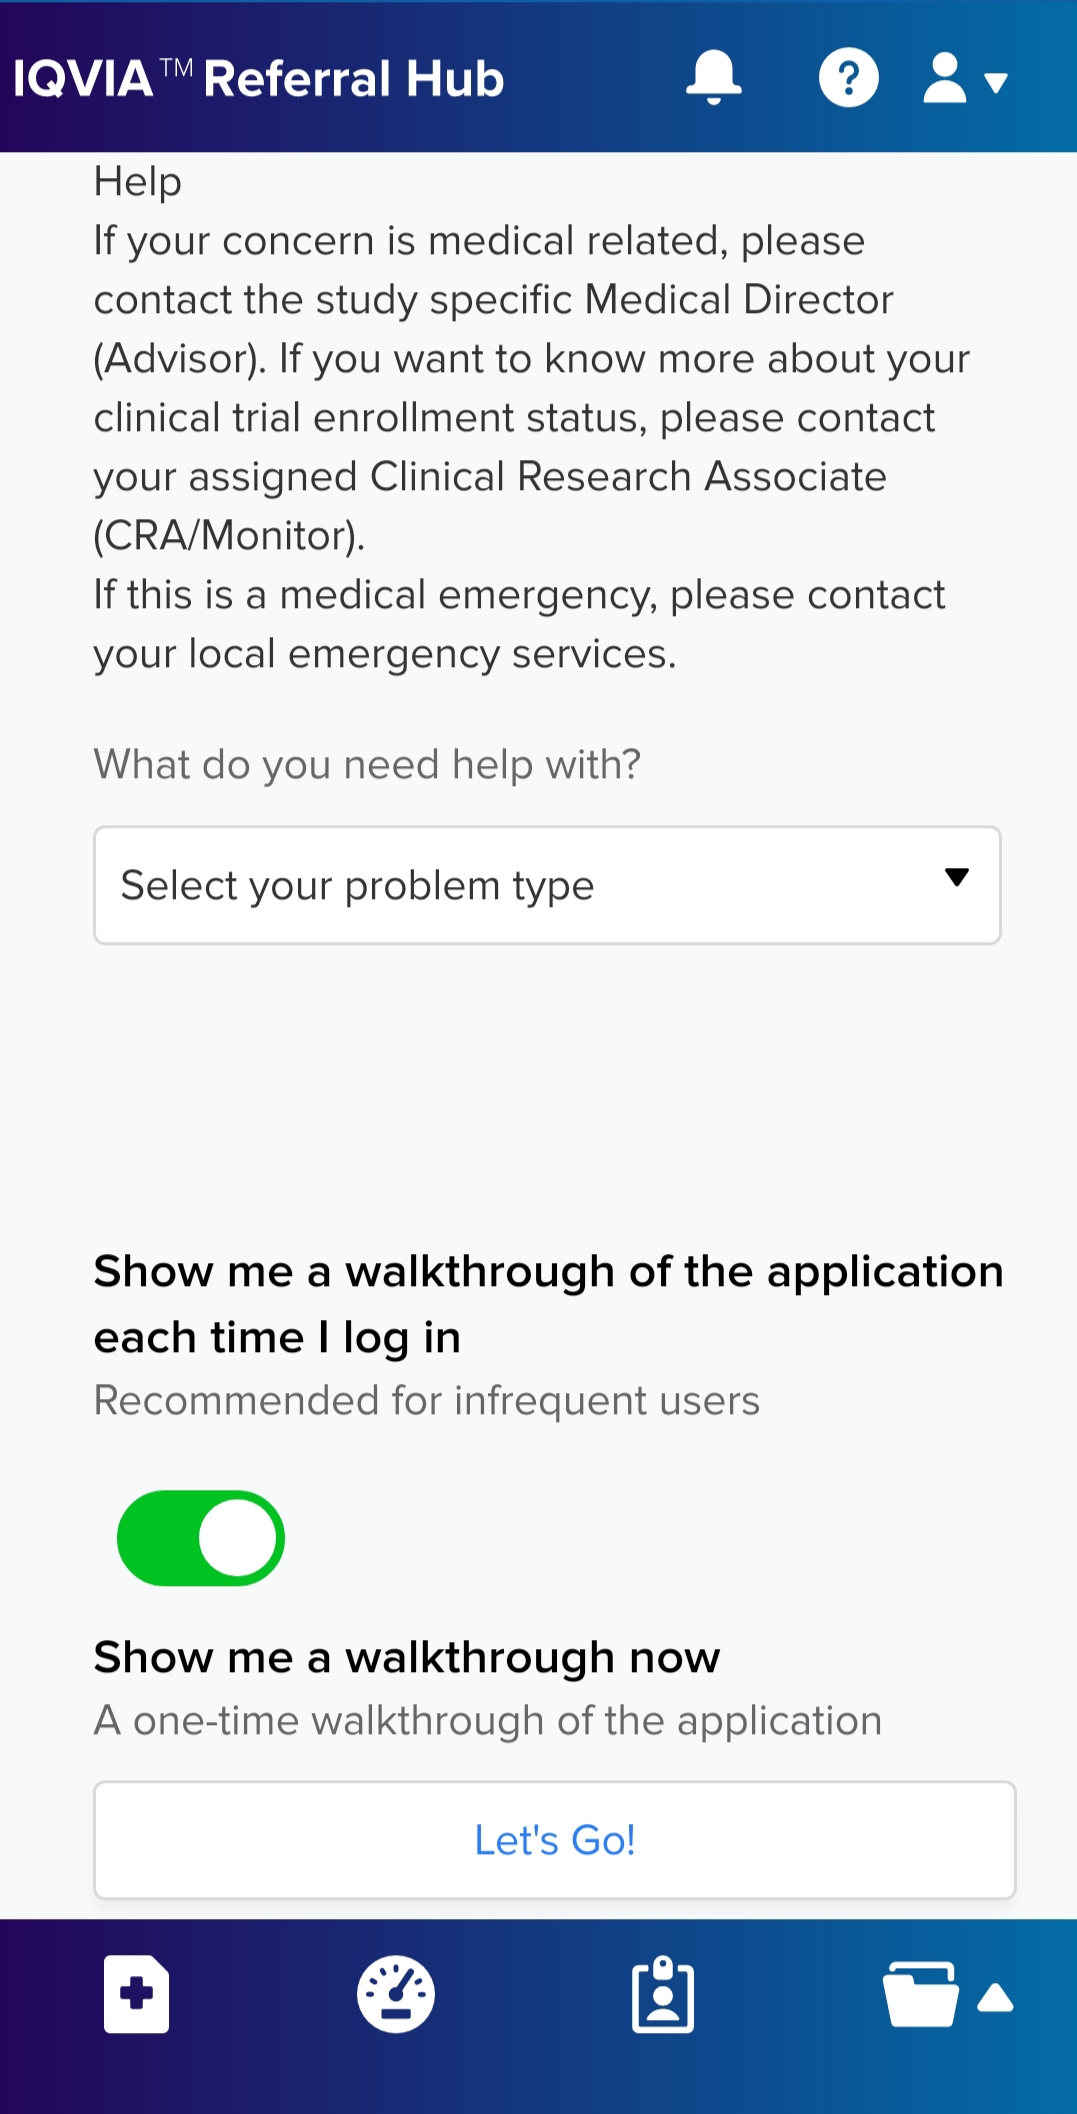 IQVIA™ Referral Hub
Help
If your concern is medical related, please
contact the study specific Medical Director
(Advisor). If you want to know more about your
clinical trial enrollment status, please contact
your assigned Clinical Research Associate
(CRA/Monitor).
If this is a medical emergency, please contact
your local emergency services.
What do you need help with?
Select your problem type
Show me a walkthrough of the application
each time I log in
Recommended for infrequent users
Show me a walkthrough now
A one-time walkthrough of the application
Let's Go!